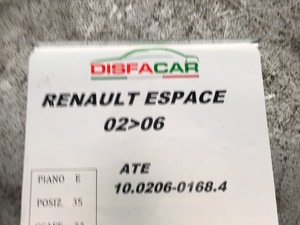 DISFACAR
RENAULT ESPACE
02>06
ATE
10.0206-0168.4
PIANO E
POSIZ. 35